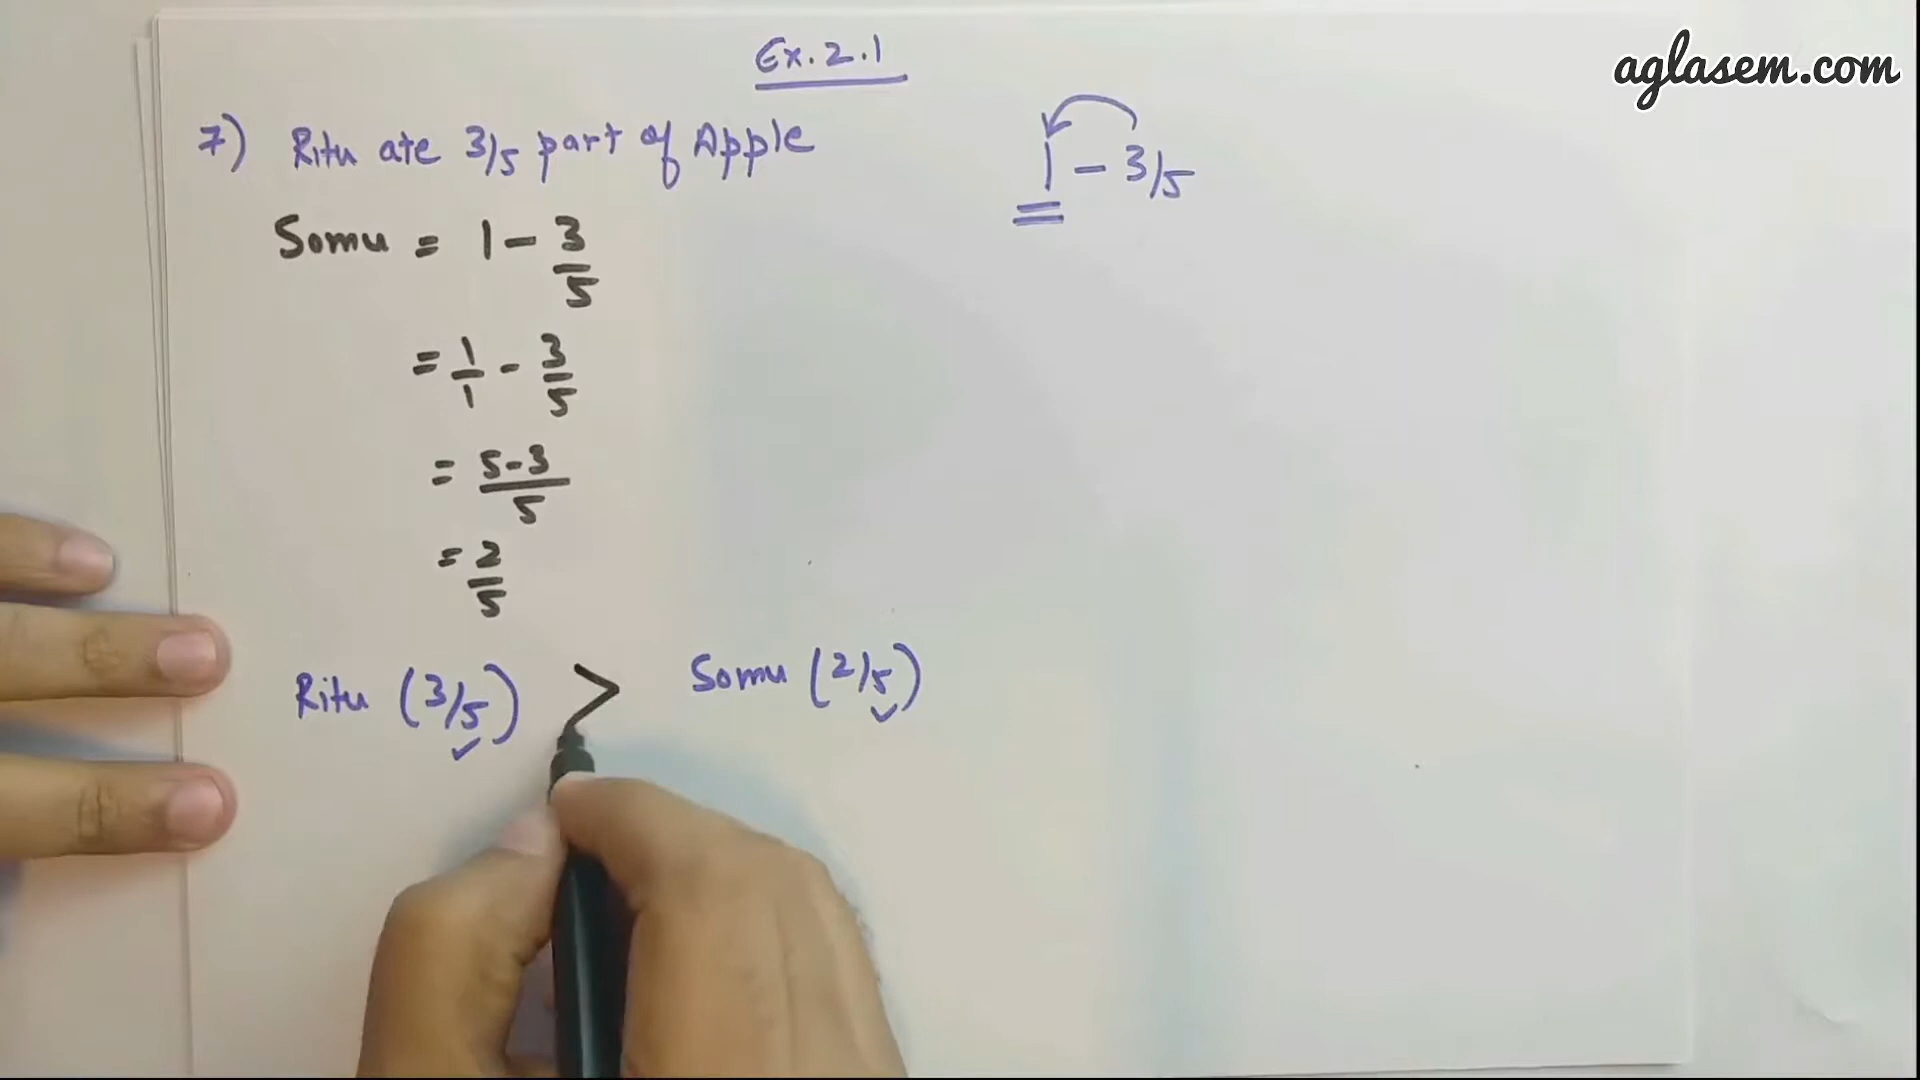 Ex. 2.1
aglasem.com
7) Ritu ate 3/5 part of Apple
1 - 3/5
Somu = 1 - 3/5
= 1/1 - 3/5
= 5-3/5
= 2/5
Ritu (3/5) > Somu (2/5)